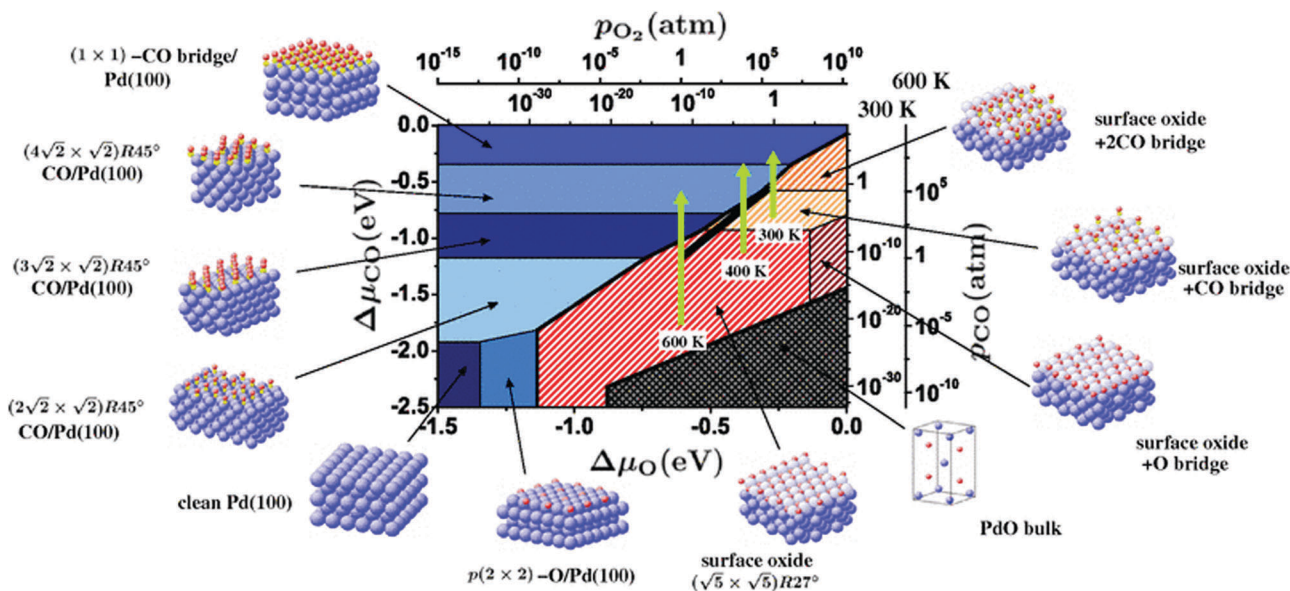 p_{O_2}(atm)
10^{-15} 10^{-10} 10^{-5} 1 10^{5} 10^{10}
600 K
10^{-30} 10^{-20} 10^{-10} 1
300 K
(1 × 1) –CO bridge/
Pd(100)
(4√2 × √2)R45°
CO/Pd(100)
(3√2 × √2)R45°
CO/Pd(100)
(2√2 × √2)R45°
CO/Pd(100)
clean Pd(100)
p(2 × 2) –O/Pd(100)
surface oxide
(√5 × √5)R27°
PdO bulk
surface oxide
+O bridge
surface oxide
+CO bridge
surface oxide
+2CO bridge
Δμ_{CO}(eV)
0.0
-0.5
-1.0
-1.5
-2.0
-2.5
-1.5 -1.0 -0.5 0.0
Δμ_O(eV)
300 K
400 K
600 K
1
10^{-10}
10^{-20}
10^{-30}
10^{5}
1
10^{-5}
10^{-10}
p_{CO}(atm)